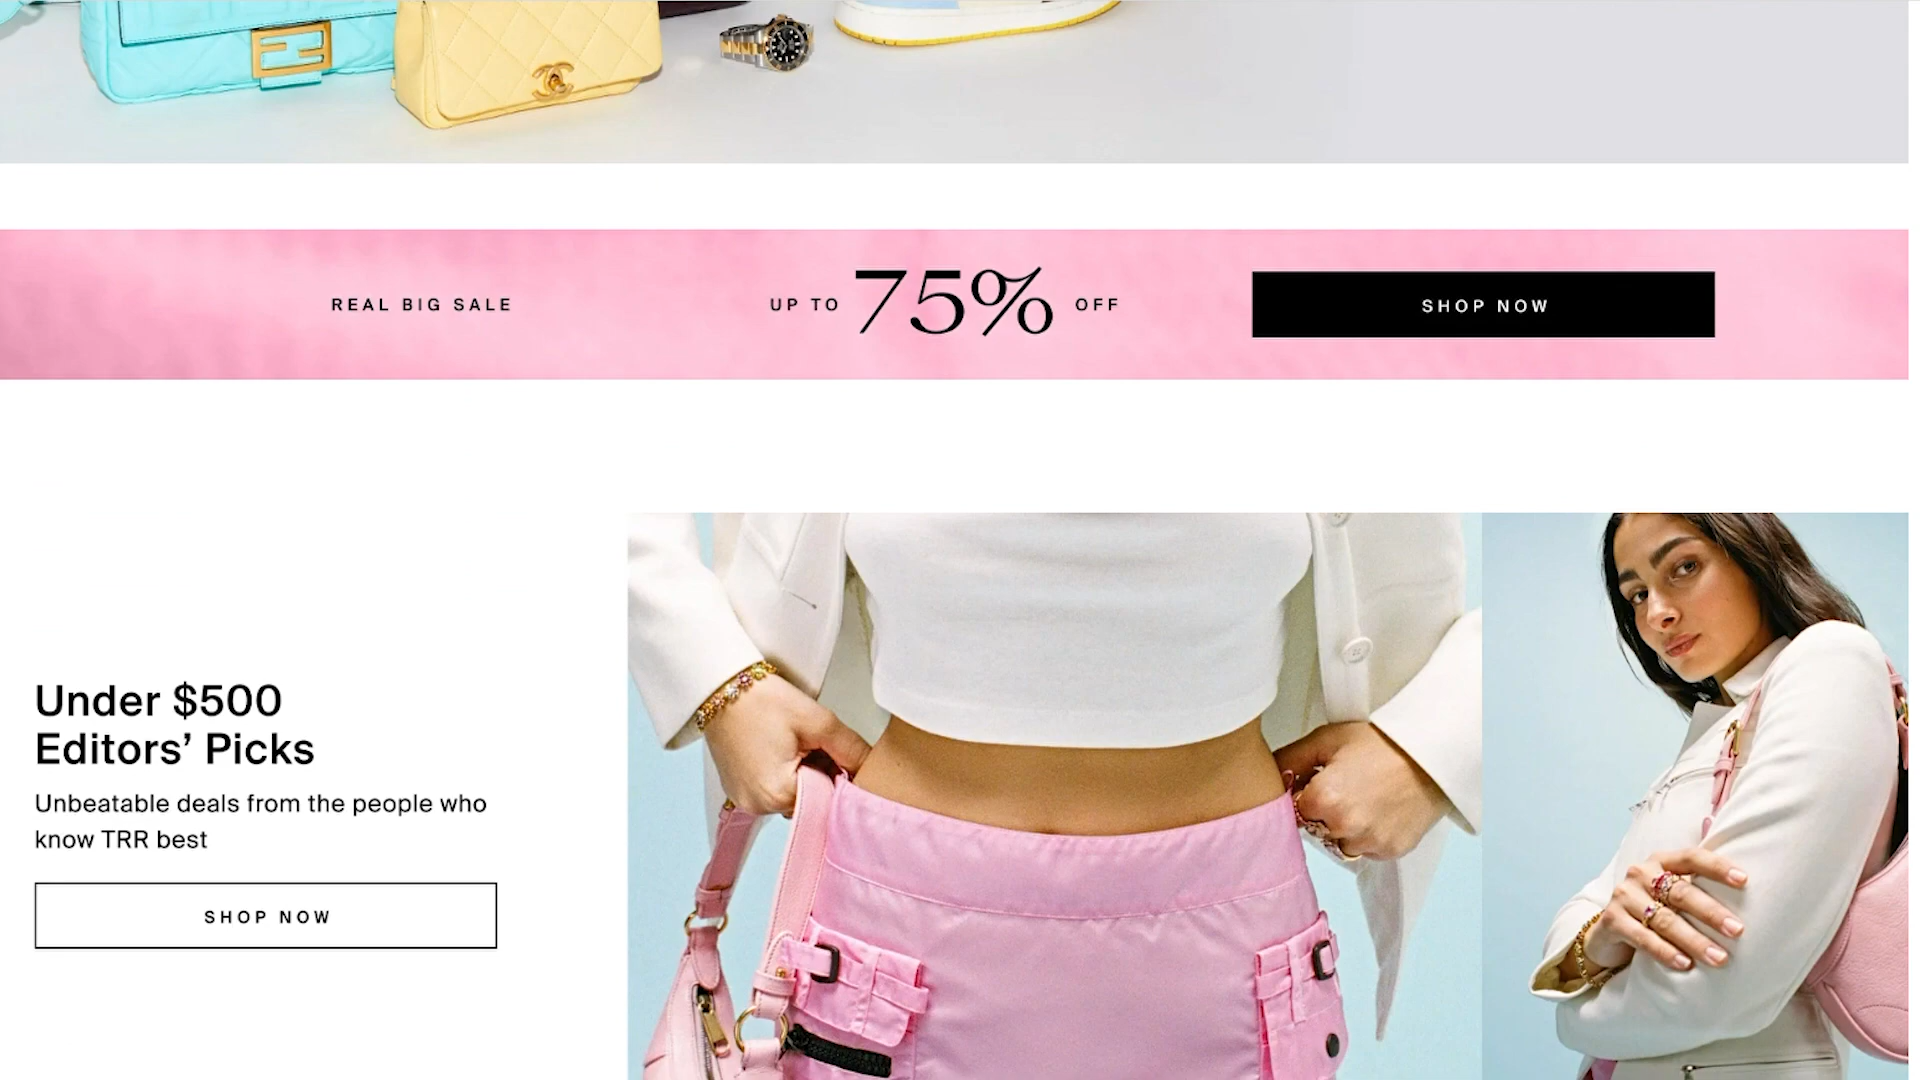 REAL BIG SALE
UP TO 75% OFF
SHOP NOW
Under $500
Editors’ Picks
Unbeatable deals from the people who
know TRR best
SHOP NOW